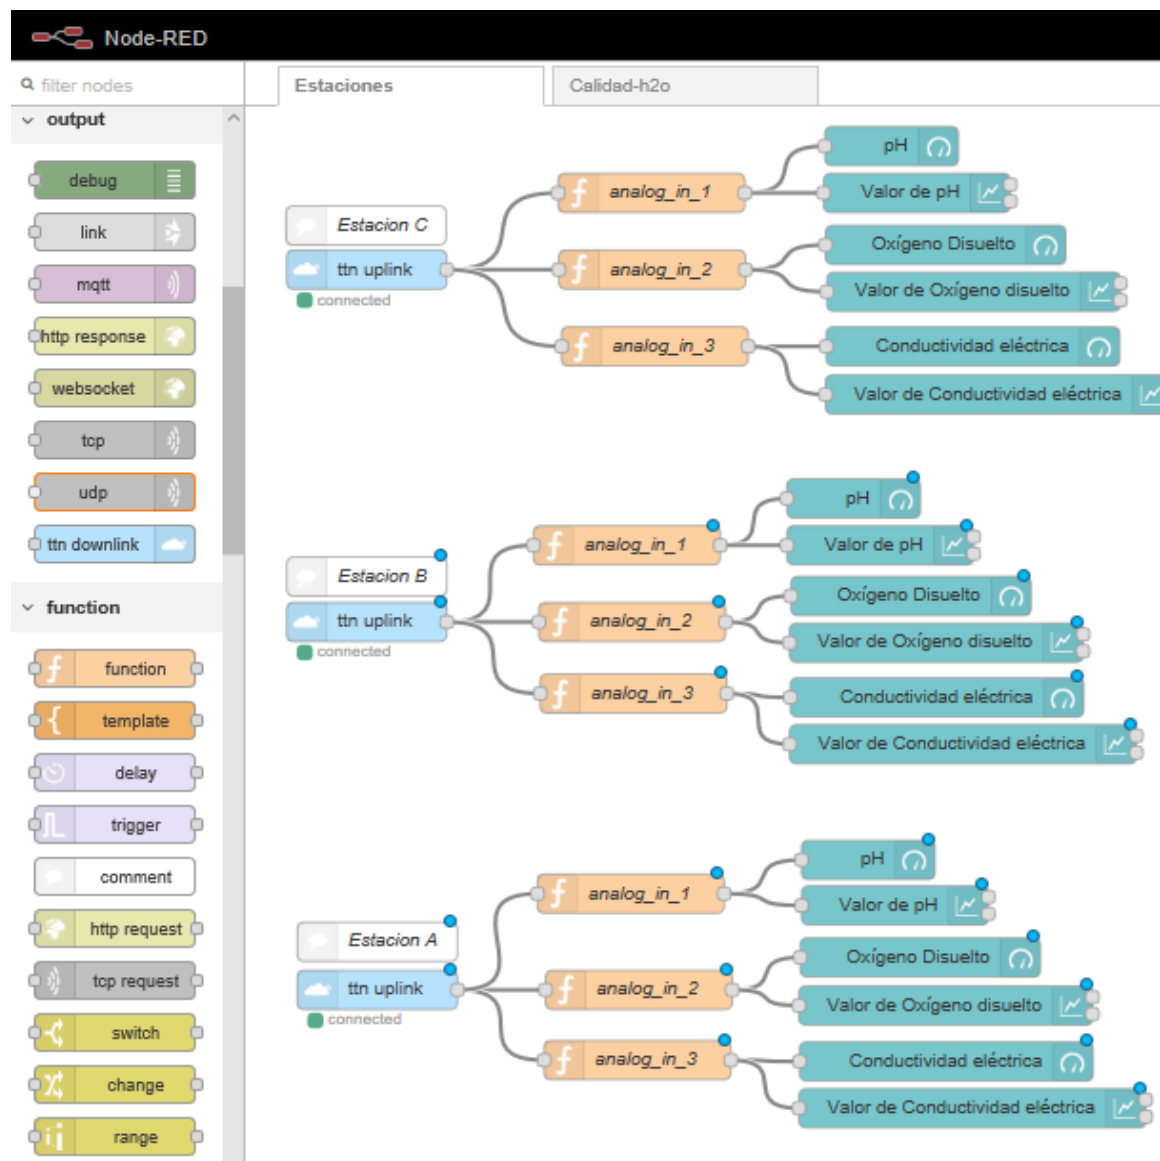 Node-RED
filter nodes
Estaciones
Calidad-h2o
output
debug
link
mqtt
http response
websocket
tcp
udp
ttn downlink
function
function
template
delay
trigger
comment
http request
tcp request
switch
change
range
Estacion C
ttn uplink
connected
analog_in_1
analog_in_2
analog_in_3
pH
Valor de pH
Oxígeno Disuelto
Valor de Oxígeno disuelto
Conductividad eléctrica
Valor de Conductividad eléctrica
Estacion B
ttn uplink
connected
analog_in_1
analog_in_2
analog_in_3
pH
Valor de pH
Oxígeno Disuelto
Valor de Oxígeno disuelto
Conductividad eléctrica
Valor de Conductividad eléctrica
Estacion A
ttn uplink
connected
analog_in_1
analog_in_2
analog_in_3
pH
Valor de pH
Oxígeno Disuelto
Valor de Oxígeno disuelto
Conductividad eléctrica
Valor de Conductividad eléctrica